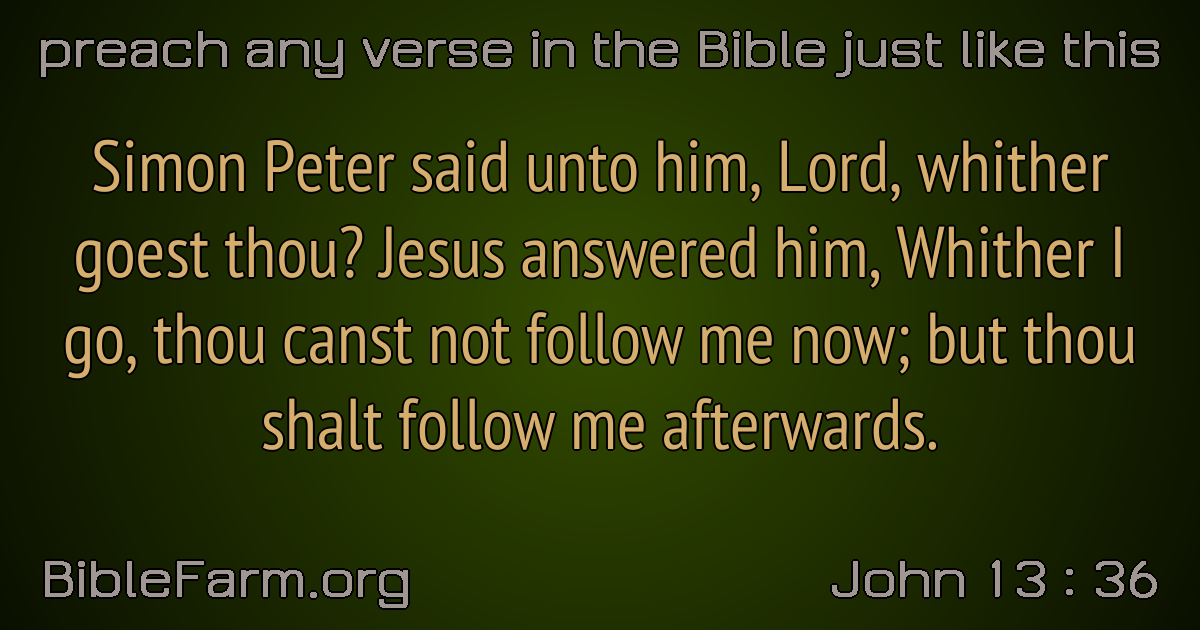 preach any verse in the Bible just like this
Simon Peter said unto him, Lord, whither
goest thou? Jesus answered him, Whither I
go, thou canst not follow me now; but thou
shalt follow me afterwards.
BibleFarm.org
John 13 : 36